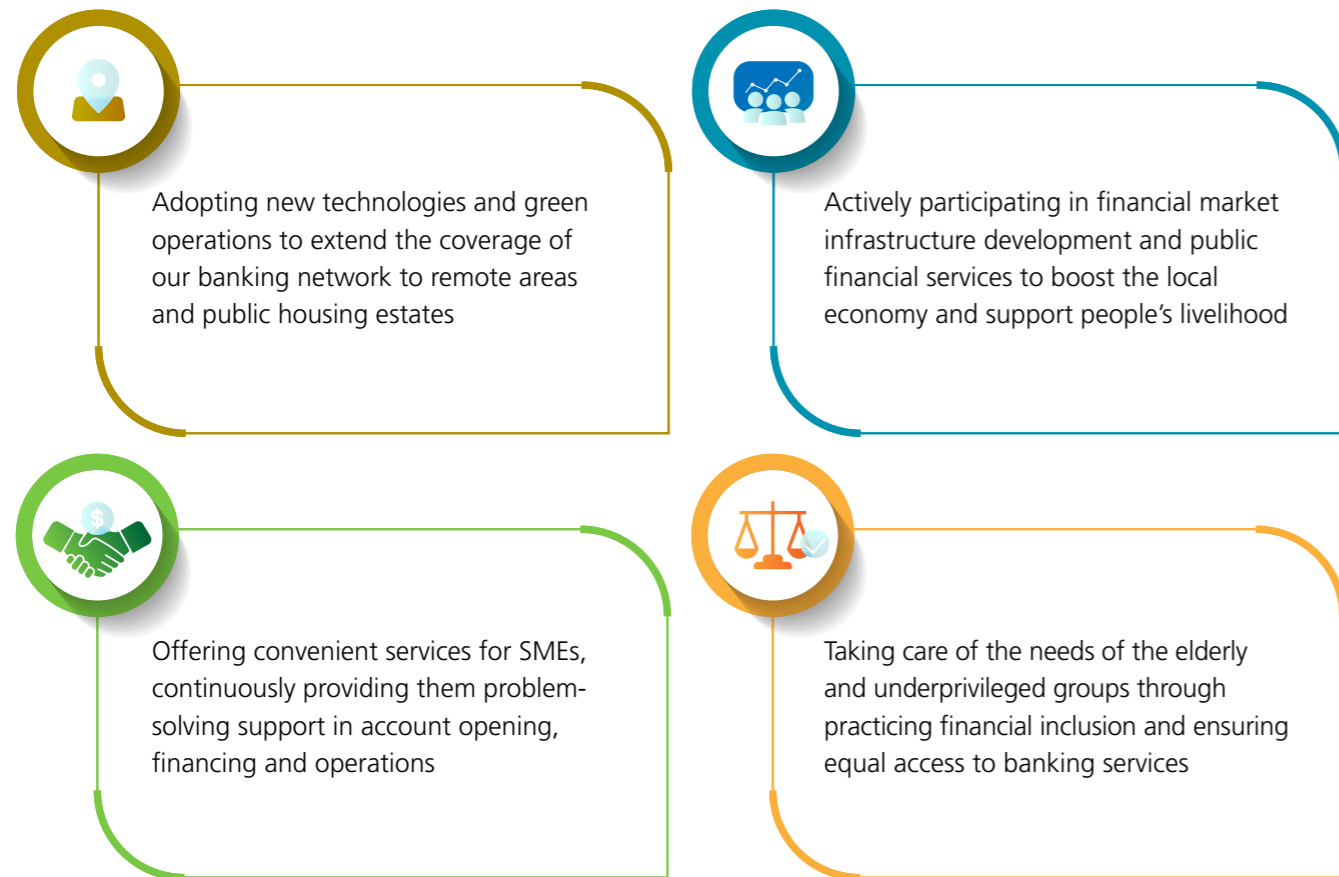 Adopting new technologies and green
operations to extend the coverage of
our banking network to remote areas
and public housing estates
Actively participating in financial market
infrastructure development and public
financial services to boost the local
economy and support people’s livelihood
$
Offering convenient services for SMEs,
continuously providing them problem-
solving support in account opening,
financing and operations
Taking care of the needs of the elderly
and underprivileged groups through
practicing financial inclusion and ensuring
equal access to banking services